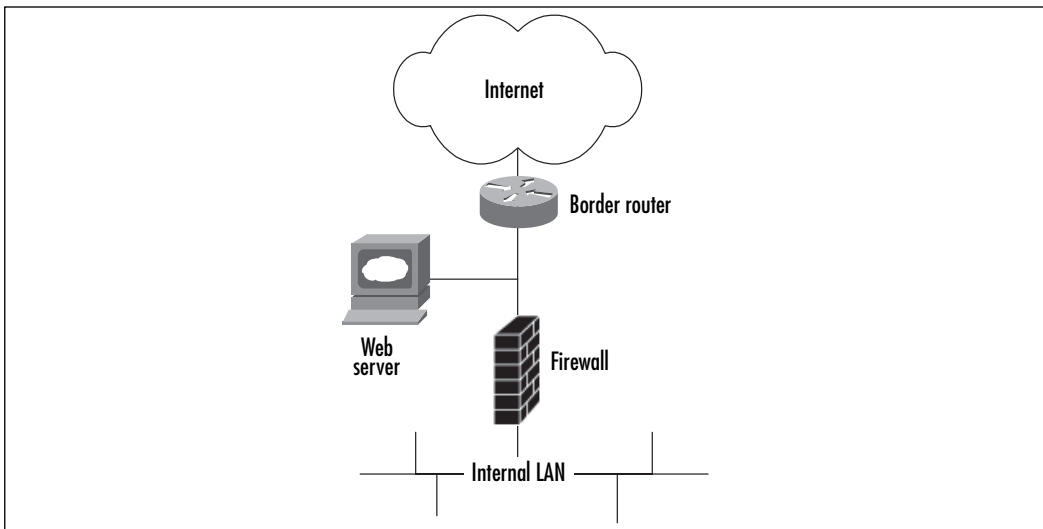 Internet
Border router
Web
server
Firewall
Internal LAN